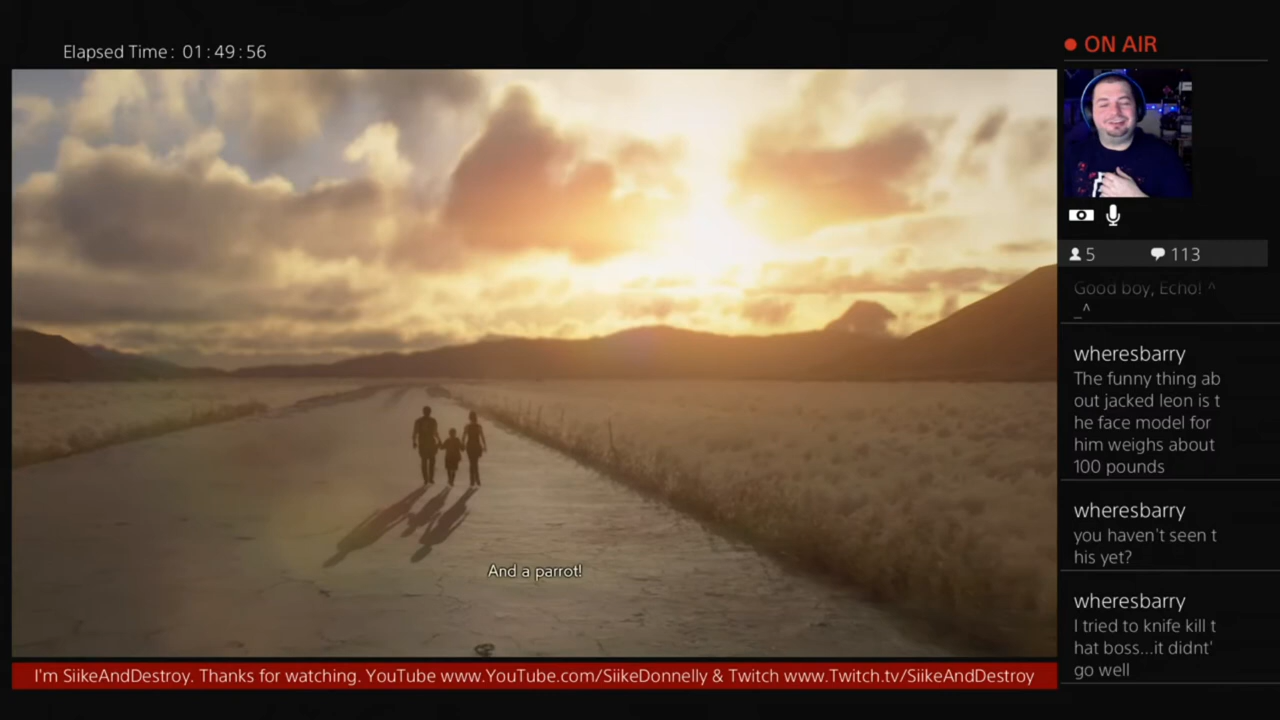 Elapsed Time: 01:49:56
ON AIR
5 113
Good boy, Echo! ^
_^
wheresbarry
The funny thing ab
out jacked leon is t
he face model for
him weighs about
100 pounds
wheresbarry
you haven't seen t
his yet?
wheresbarry
I tried to knife kill t
hat boss...it didnt'
go well
And a parrot!
I'm SiikeAndDestroy. Thanks for watching. YouTube www.YouTube.com/SiikeDonnelly & Twitch www.Twitch.tv/SiikeAndDestroy